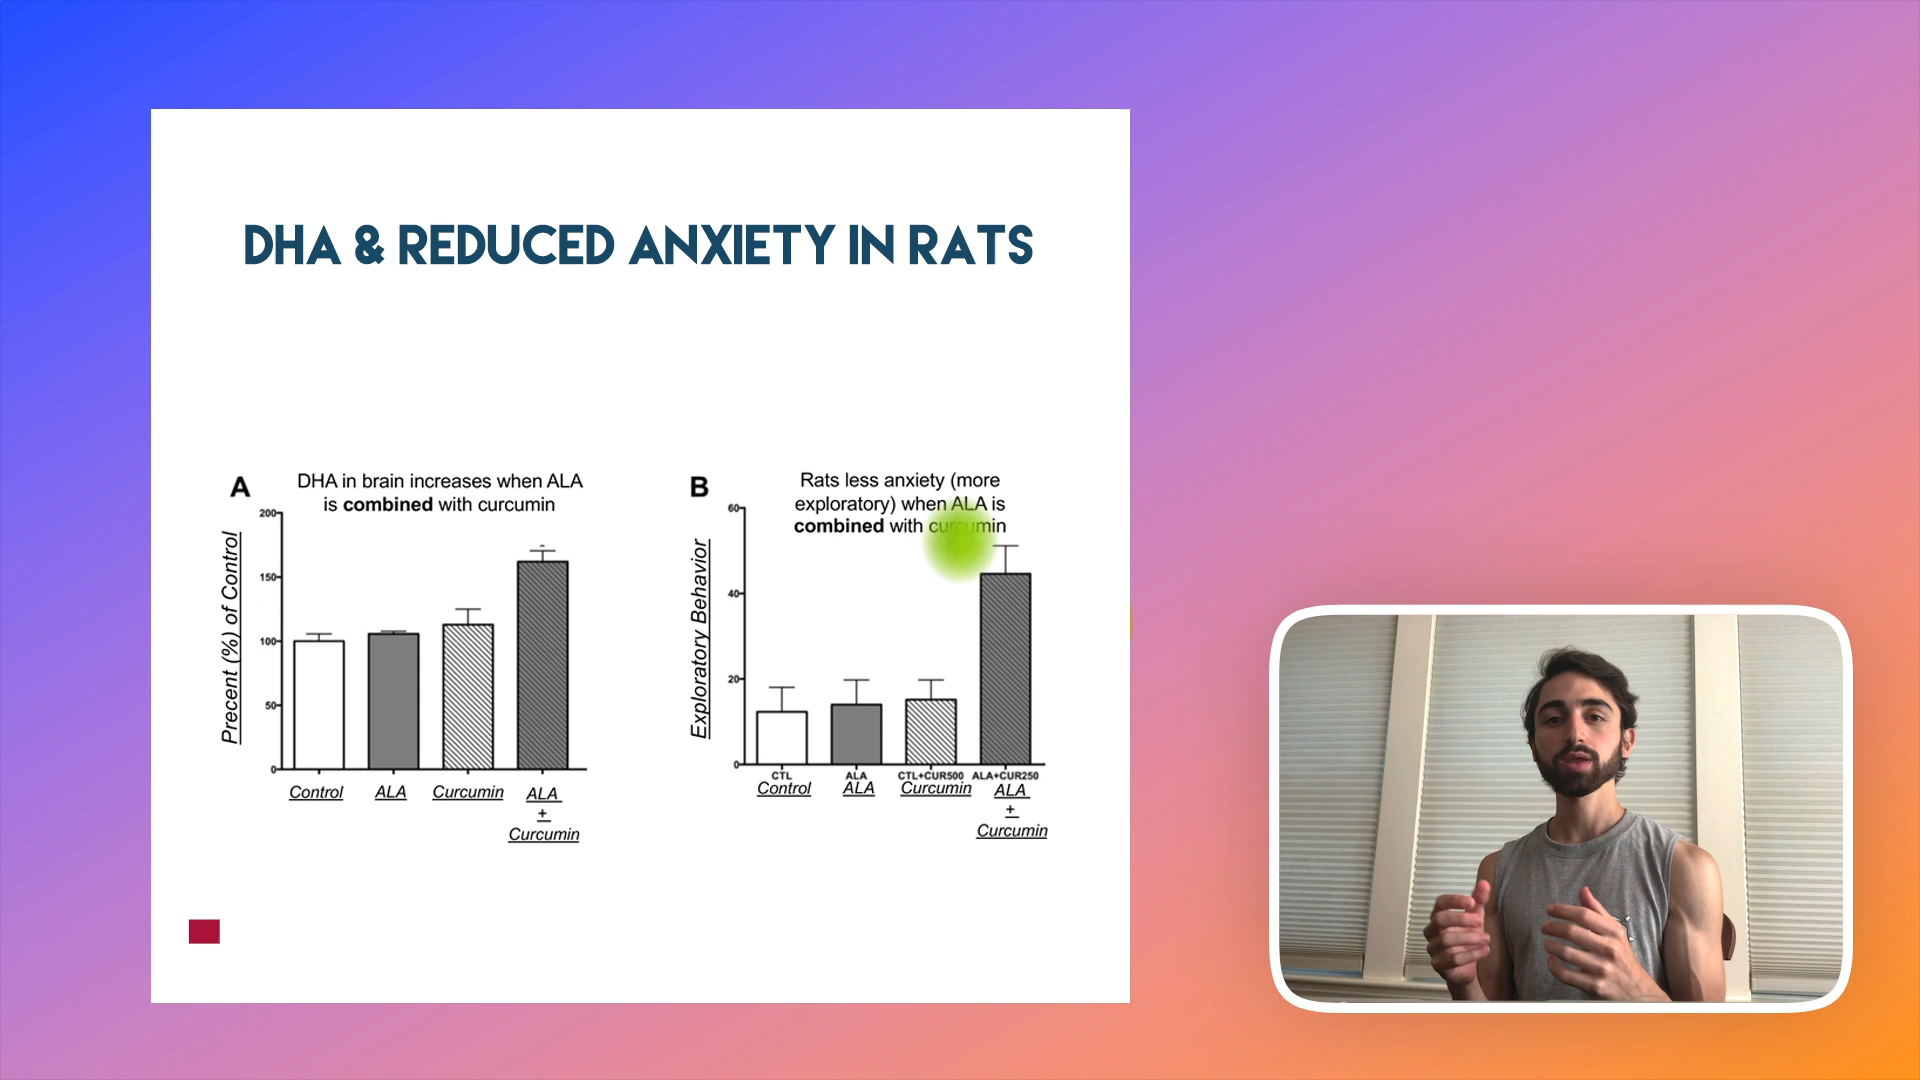 DHA & REDUCED ANXIETY IN RATS
A
DHA in brain increases when ALA
is combined with curcumin
Precent (%) of Control
200
150
100
50
0
Control
ALA
Curcumin
ALA
+
Curcumin
B
Rats less anxiety (more
exploratory) when ALA is
combined with curcumin
Exploratory Behavior
60
40
20
0
CTL
ALA
CTL+CUR500
ALA+CUR250
Control
ALA
Curcumin
ALA
+
Curcumin